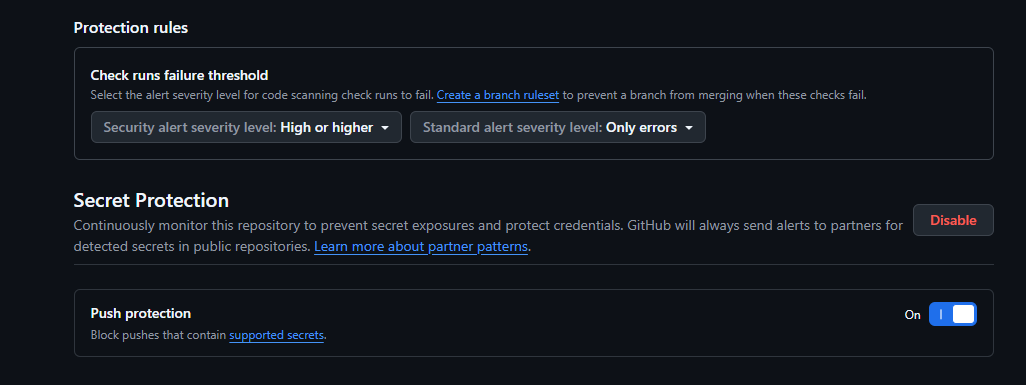 Protection rules
Check runs failure threshold
Select the alert severity level for code scanning check runs to fail. Create a branch ruleset to prevent a branch from merging when these checks fail.
Security alert severity level: High or higher
Standard alert severity level: Only errors
Secret Protection
Continuously monitor this repository to prevent secret exposures and protect credentials. GitHub will always send alerts to partners for
detected secrets in public repositories. Learn more about partner patterns.
Disable
Push protection
Block pushes that contain supported secrets.
On